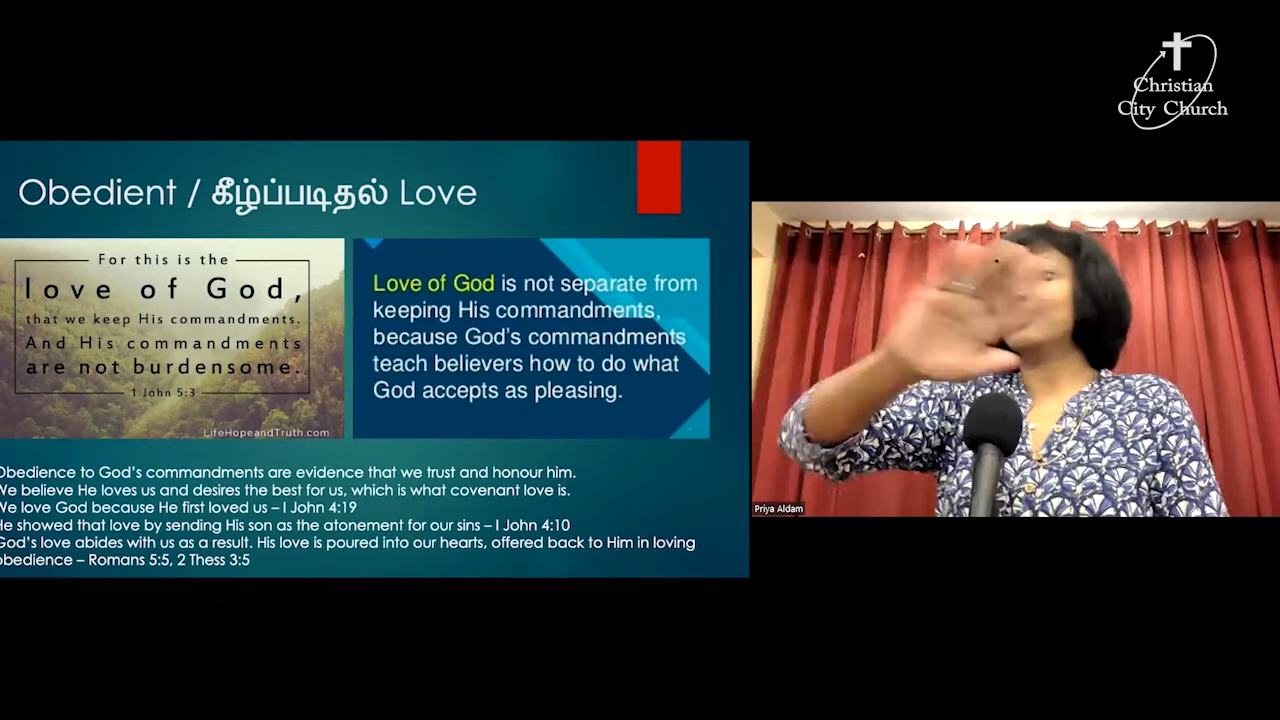 Christian
City Church
Obedient / கீழ்ப்படிதல் Love
For this is the
love of God,
that we keep His commandments.
And His commandments
are not burdensome.
1 John 5:3
LifeHopeandTruth.com
Love of God is not separate from
keeping His commandments,
because God's commandments
teach believers how to do what
God accepts as pleasing.
Obedience to God's commandments are evidence that we trust and honour him.
We believe He loves us and desires the best for us, which is what covenant love is.
We love God because He first loved us – I John 4:19
He showed that love by sending His son as the atonement for our sins – I John 4:10
God's love abides with us as a result. His love is poured into our hearts, offered back to Him in loving
obedience – Romans 5:5, 2 Thess 3:5
Priya Aldam